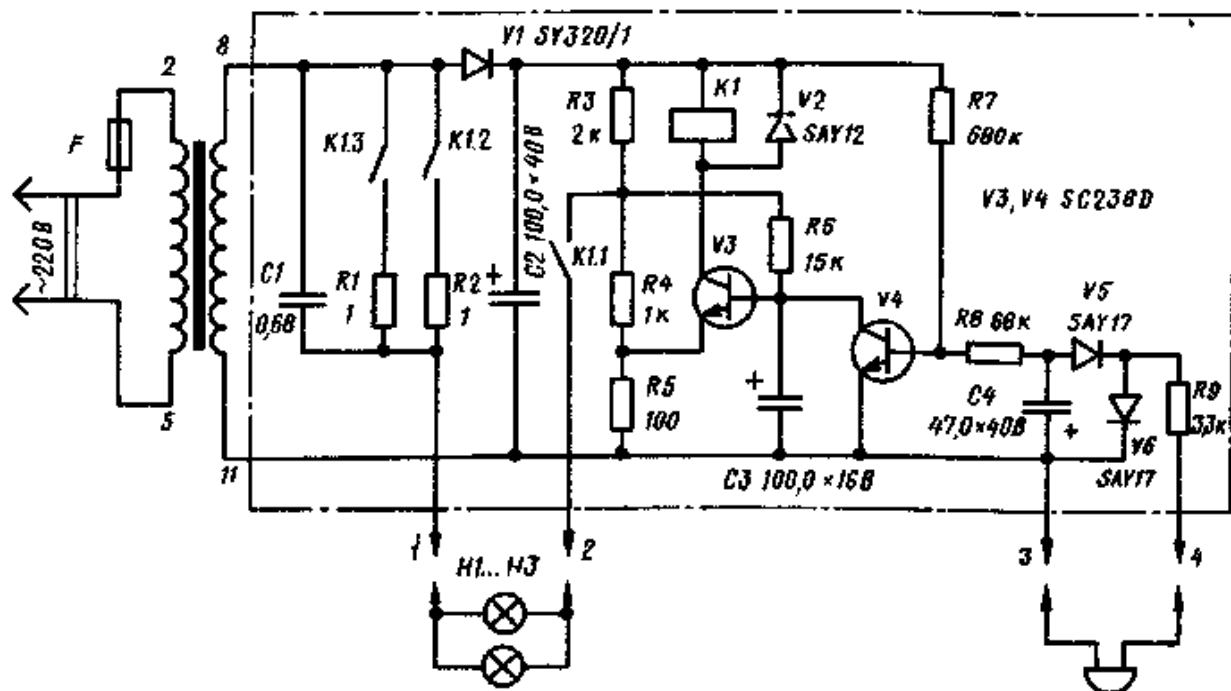 V1 SY320/1
8
2
F
K1.3
K1.2
~220В
C2 100,0 × 40В
R3
2к
K1
V2
SAY12
R7
680к
V3, V4 SC236D
K1.1
R6
15к
V3
C1
0,68
R1
1
R2
1
+
R4
1к
V4
R8 68к
V5
SAY17
R5
100
+
C4
47,0×40В
+
R9
3,3к
V6
SAY17
5
11
C3 100,0 × 16В
1
2
H1... H3
3
4